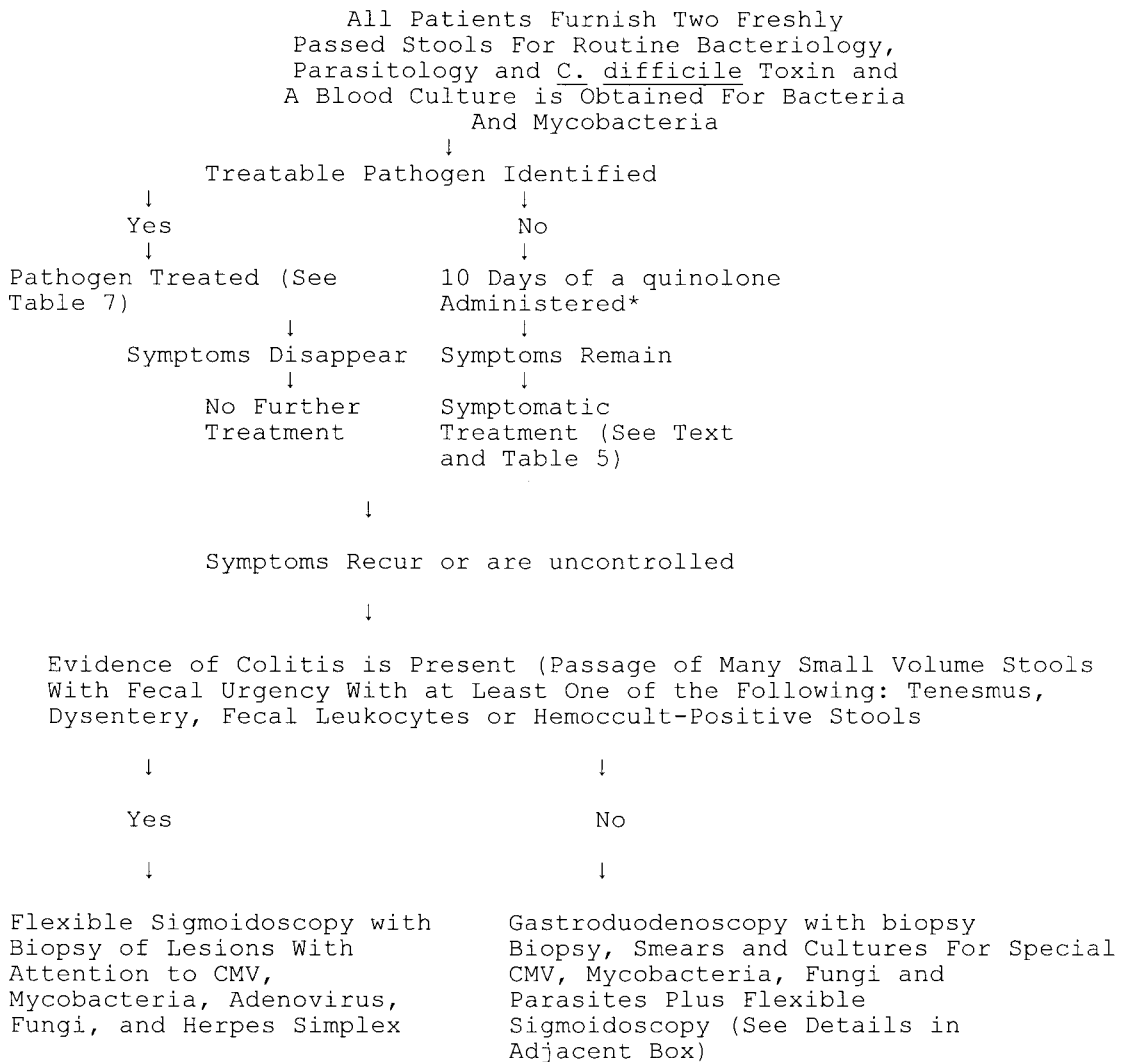 All Patients Furnish Two Freshly
Passed Stools For Routine Bacteriology,
Parasitology and C. difficile Toxin and
A Blood Culture is Obtained For Bacteria
And Mycobacteria
↓
Treatable Pathogen Identified
↓ ↓
Yes No
↓ ↓
Pathogen Treated (See 10 Days of a quinolone
Table 7) Administered*
↓ ↓
Symptoms Disappear Symptoms Remain
↓ ↓
No Further Symptomatic
Treatment Treatment (See Text
and Table 5)
↓
Symptoms Recur or are uncontrolled
↓
Evidence of Colitis is Present (Passage of Many Small Volume Stools
With Fecal Urgency With at Least One of the Following: Tenesmus,
Dysentery, Fecal Leukocytes or Hemoccult-Positive Stools
↓ ↓
Yes No
↓ ↓
Flexible Sigmoidoscopy with
Biopsy of Lesions With
Attention to CMV,
Mycobacteria, Adenovirus,
Fungi, and Herpes Simplex
Gastroduodenoscopy with biopsy
Biopsy, Smears and Cultures For Special
CMV, Mycobacteria, Fungi and
Parasites Plus Flexible
Sigmoidoscopy (See Details in
Adjacent Box)